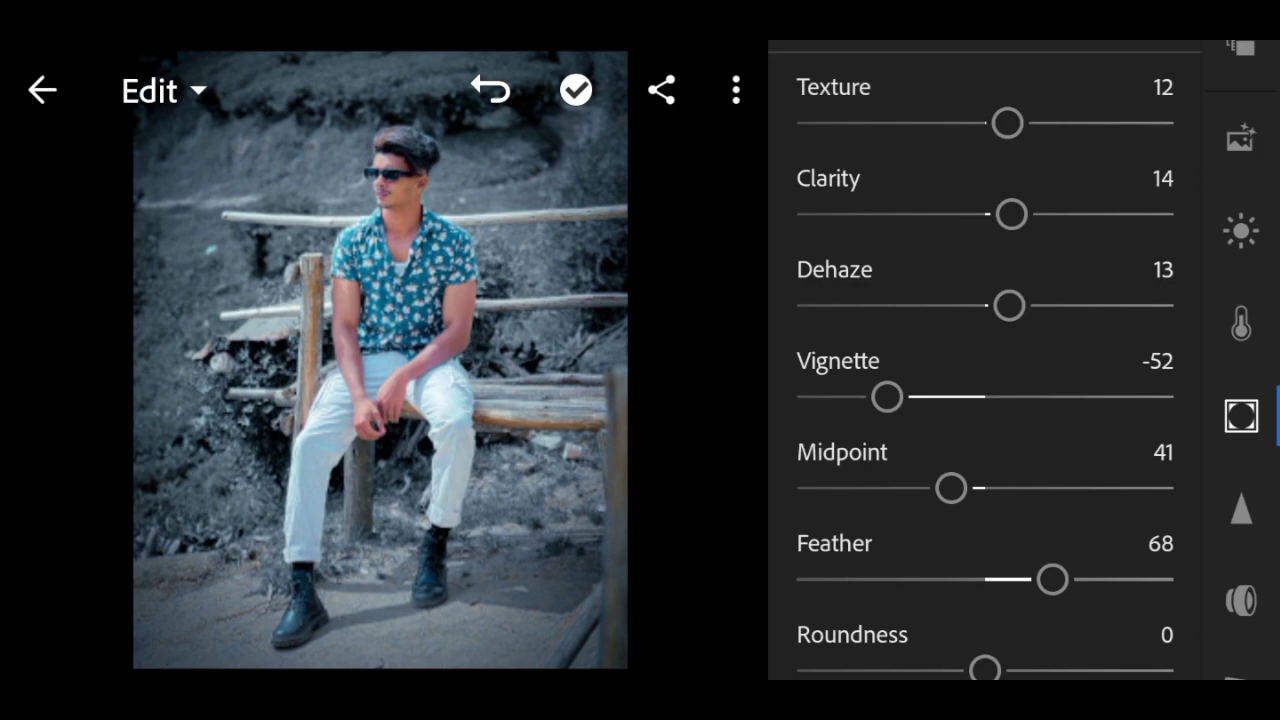 Edit
Texture 12
Clarity 14
Dehaze 13
Vignette -52
Midpoint 41
Feather 68
Roundness 0